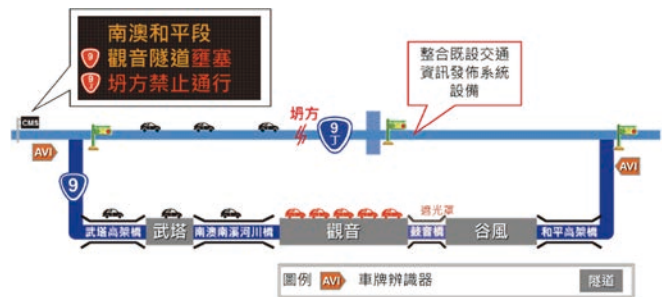 南澳和平段
9 觀音隧道壅塞
9丁 坍方禁止通行
整合既設交通
資訊發佈系統
設備
CMS
坍方
9丁
AVI
AVI
9
遮光罩
武塔高架橋
武塔
南澳南溪河川橋
觀音
鼓音橋
谷風
和平高架橋
圖例 AVI 車牌辨識器 隧道